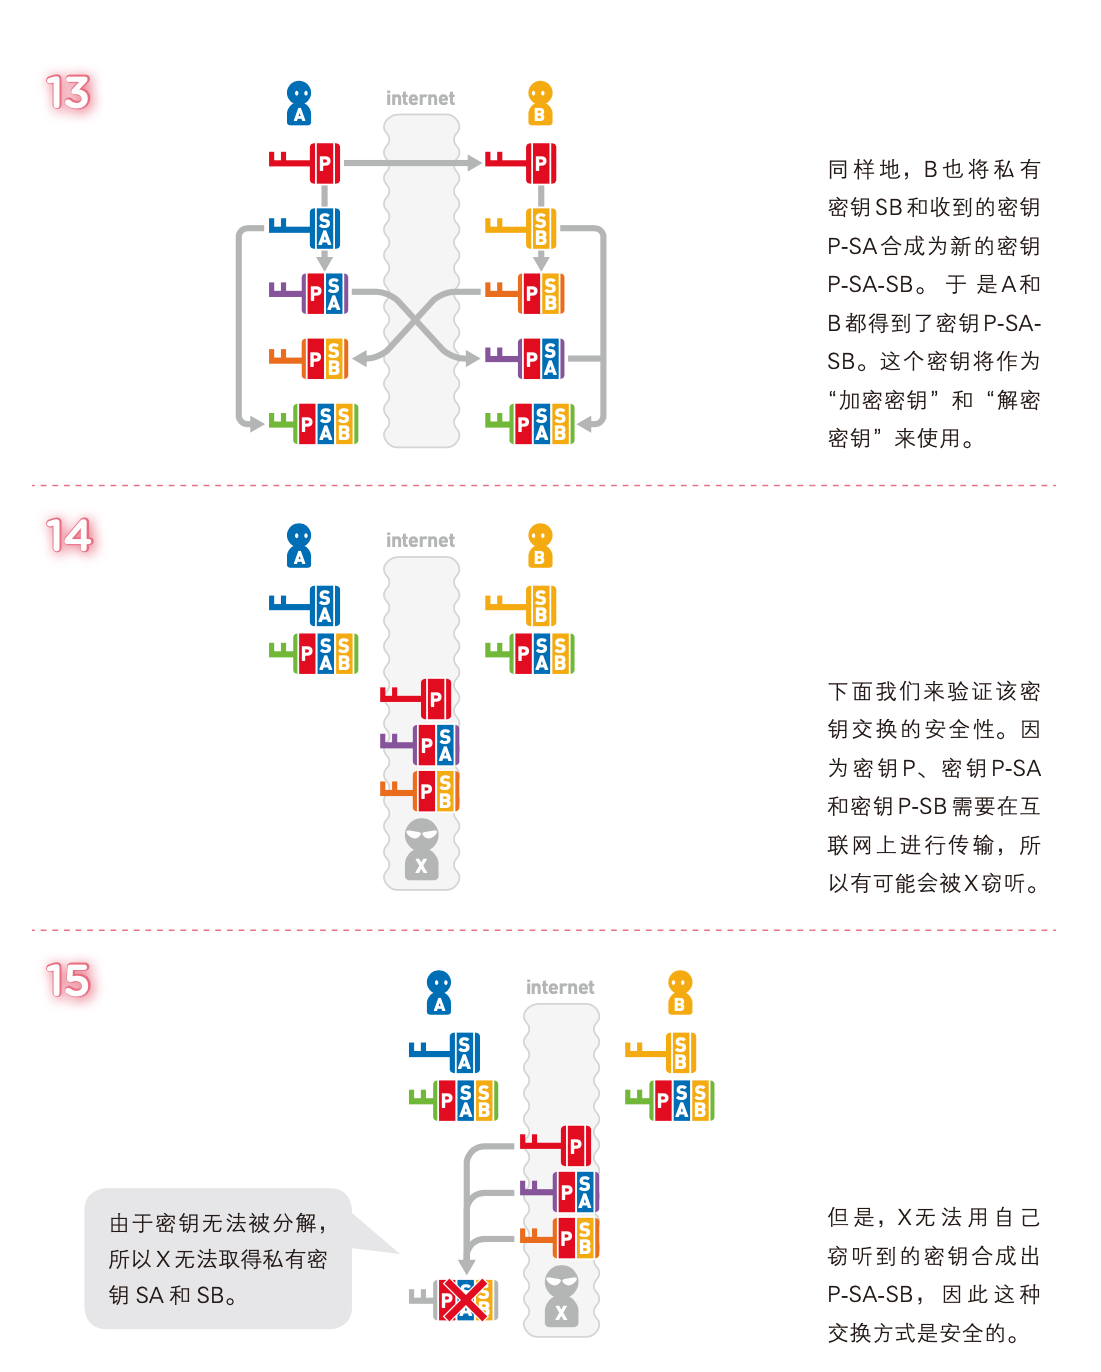 13
A
internet
B
P
P
S
A
S
B
P S
A
P S
B
P S
B
P S
A
P S S
A B
P S S
A B
同样地，B也将私有
密钥SB和收到的密钥
P-SA合成为新的密钥
P-SA-SB。于是A和
B都得到了密钥P-SA-
SB。这个密钥将作为
“加密密钥”和“解密
密钥”来使用。
14
A
internet
B
S
A
S
B
P S S
A B
P S S
A B
P
P S
A
P S
B
X
下面我们来验证该密
钥交换的安全性。因
为密钥P、密钥P-SA
和密钥P-SB需要在互
联网上进行传输，所
以有可能会被X窃听。
15
A
internet
B
S
A
S
B
P S S
A B
P S S
A B
P
P S
A
P S
B
P S S
A B
X
由于密钥无法被分解，
所以X无法取得私有密
钥SA和SB。
但是，X无法用自己
窃听到的密钥合成出
P-SA-SB，因此这种
交换方式是安全的。